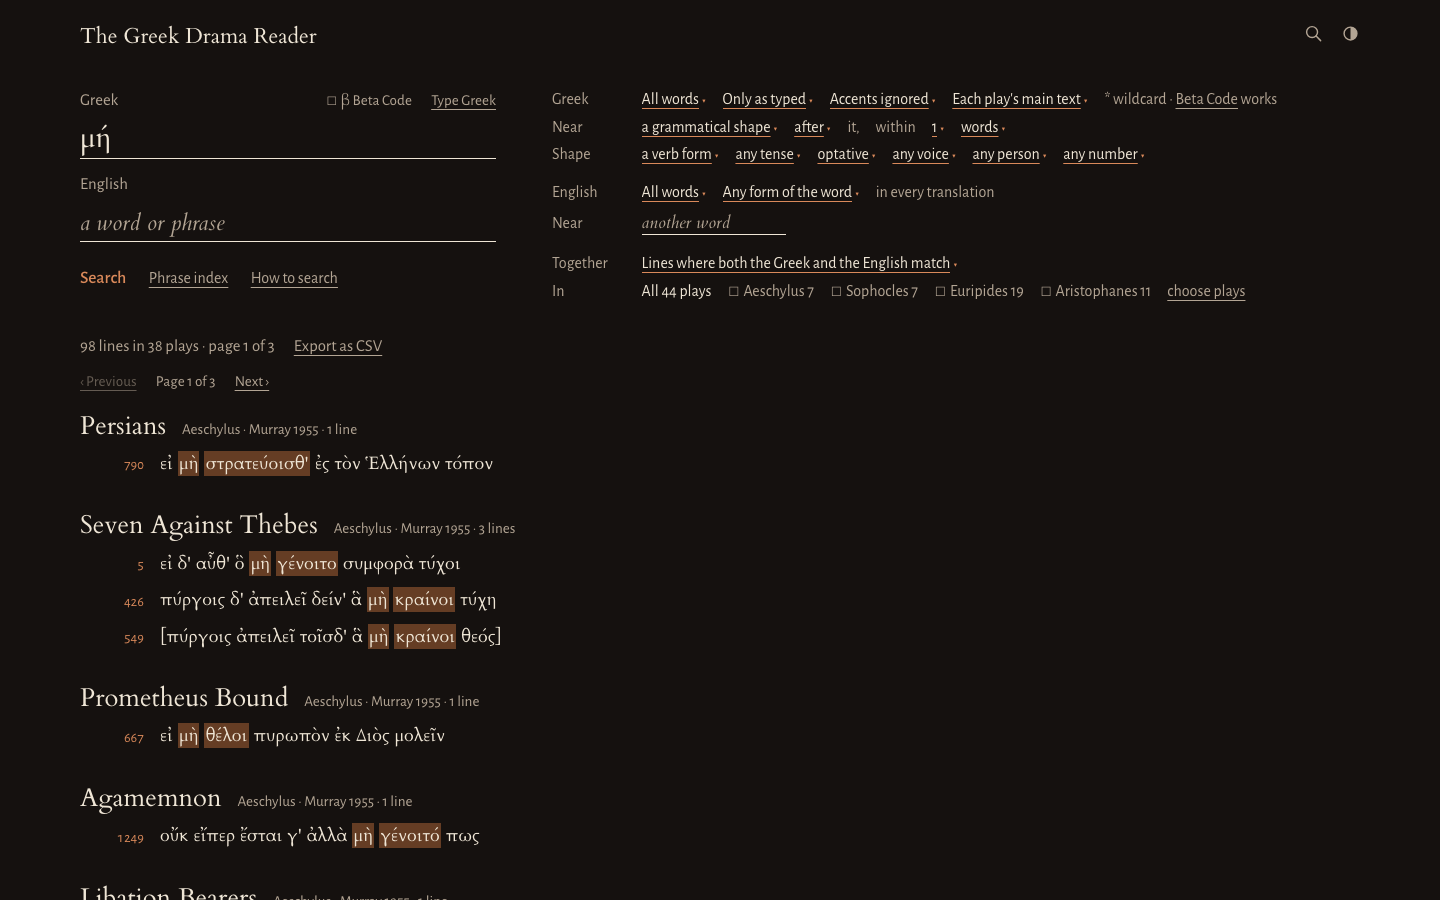 The Greek Drama Reader
Greek
□ β Beta Code Type Greek
μή
English
a word or phrase
Search Phrase index How to search
Greek All words Only as typed Accents ignored Each play's main text * wildcard · Beta Code works
Near a grammatical shape after it, within 1 words
Shape a verb form any tense optative any voice any person any number
English All words Any form of the word in every translation
Near another word
Together Lines where both the Greek and the English match
In All 44 plays □ Aeschylus 7 □ Sophocles 7 □ Euripides 19 □ Aristophanes 11 choose plays
98 lines in 38 plays · page 1 of 3 Export as CSV
‹ Previous Page 1 of 3 Next ›
Persians Aeschylus · Murray 1955 · 1 line
790 εἰ μὴ στρατεύοισθ' ἐς τὸν Ἑλλήνων τόπον
Seven Against Thebes Aeschylus · Murray 1955 · 3 lines
5 εἰ δ' αὖθ' ὃ μὴ γένοιτο συμφορὰ τύχοι
426 πύργοις δ' ἀπειλεῖ δείν' ἃ μὴ κραίνοι τύχη
549 [πύργοις ἀπειλεῖ τοῖσδ' ἃ μὴ κραίνοι θεός]
Prometheus Bound Aeschylus · Murray 1955 · 1 line
667 εἰ μὴ θέλοι πυρωπὸν ἐκ Διὸς μολεῖν
Agamemnon Aeschylus · Murray 1955 · 1 line
1249 οὔκ εἴπερ ἔσται γ' ἀλλὰ μὴ γένοιτό πως
Libation Bearers Aeschylus · Murray 1955 · 1 line